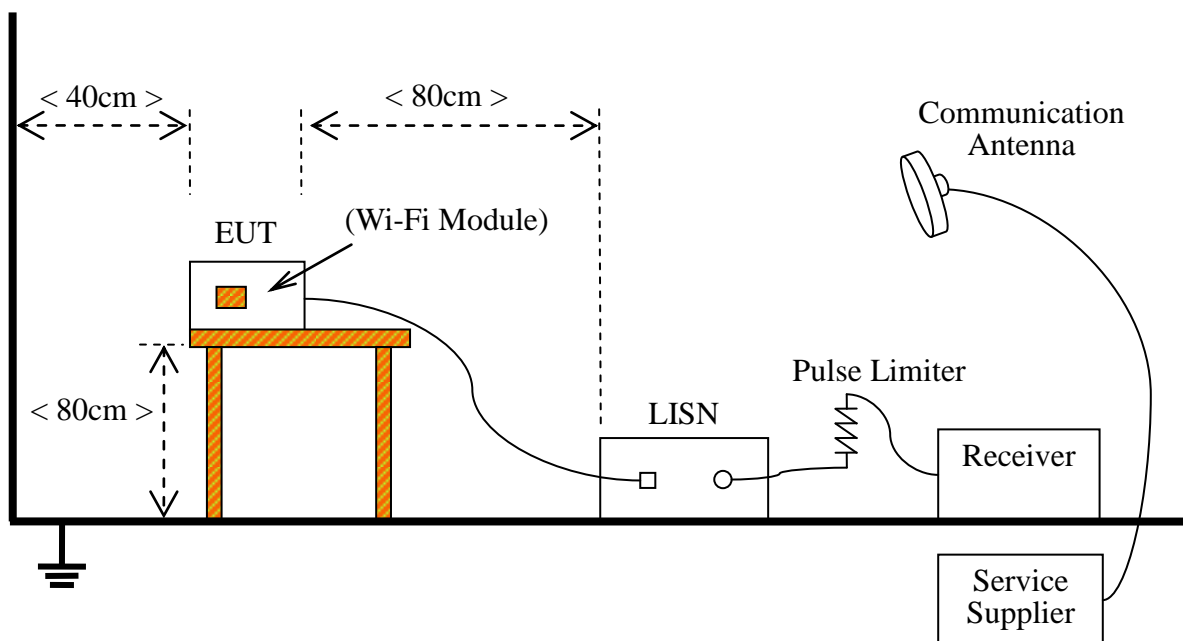 < 40cm >
< 80cm >
Communication
Antenna
(Wi-Fi Module)
EUT
Pulse Limiter
< 80cm >
LISN
Receiver
Service
Supplier